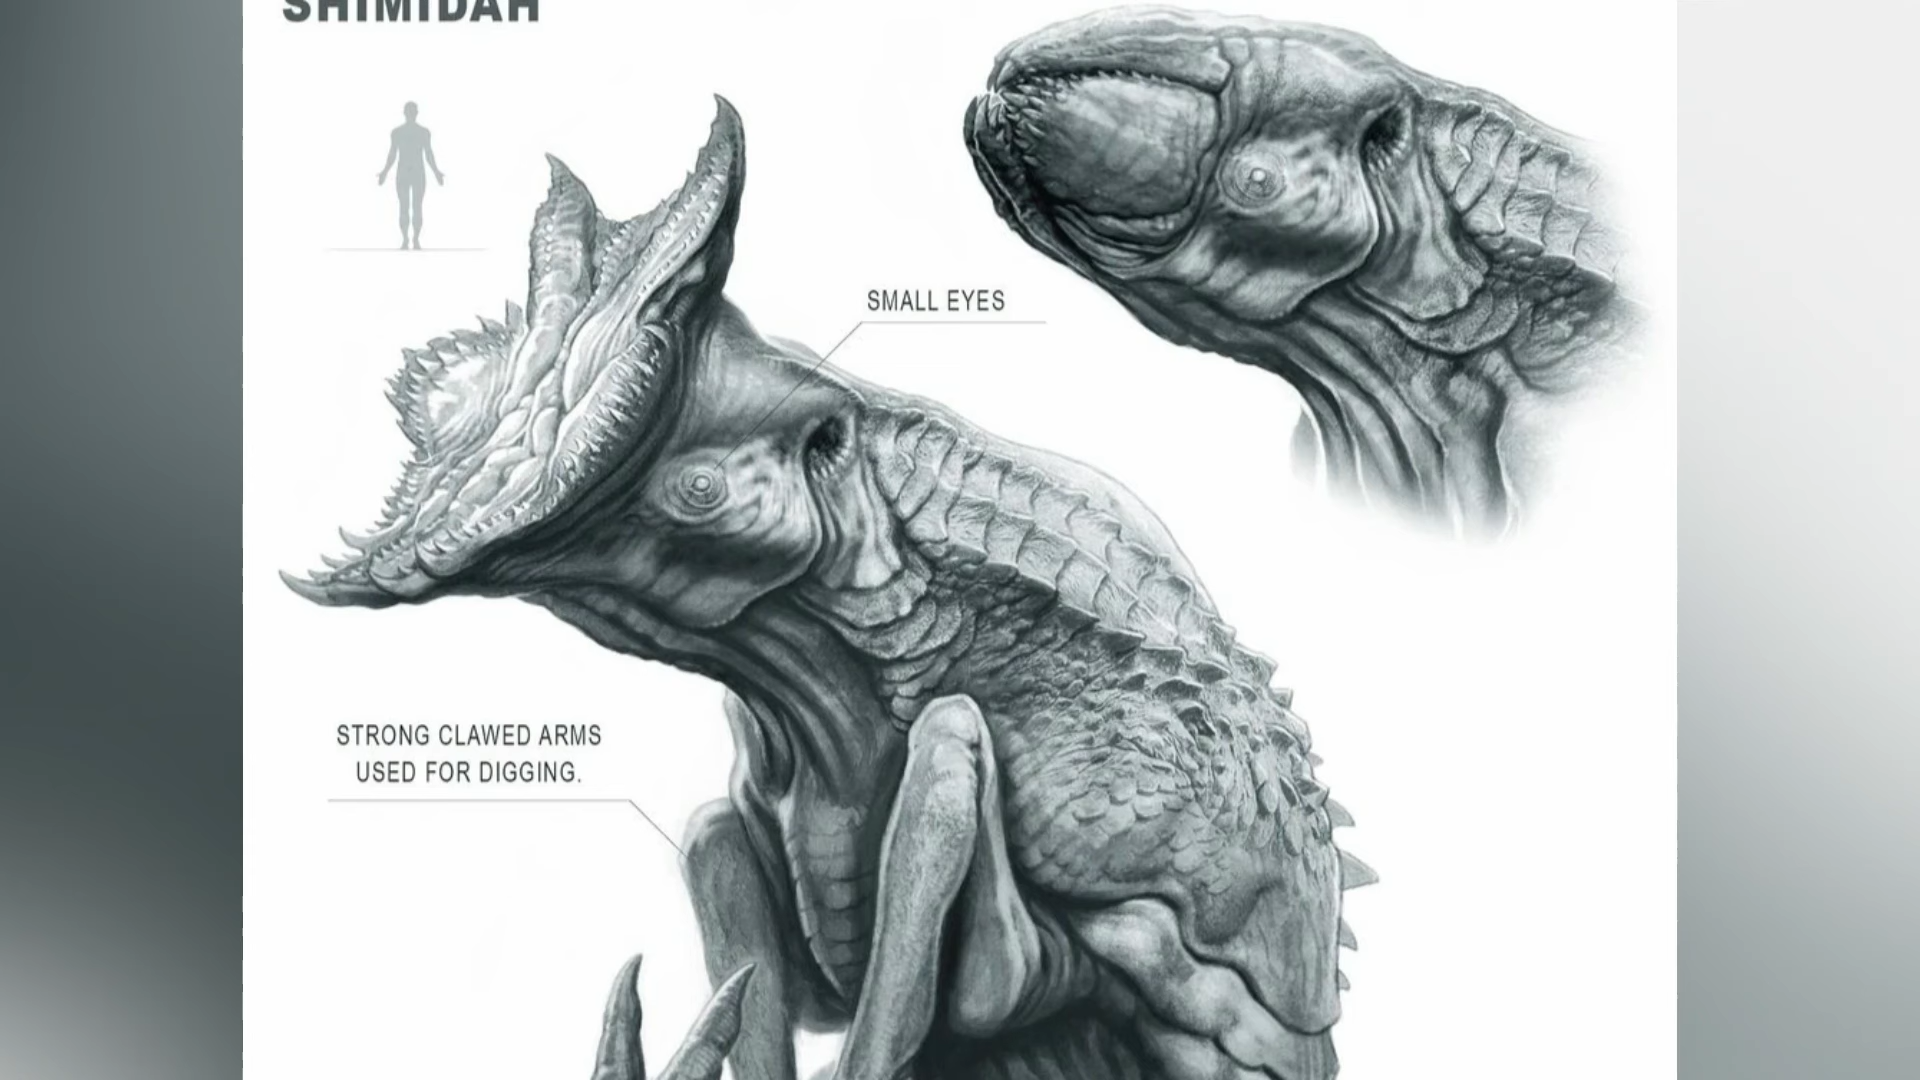 SHIMIDAH
SMALL EYES
STRONG CLAWED ARMS
USED FOR DIGGING.